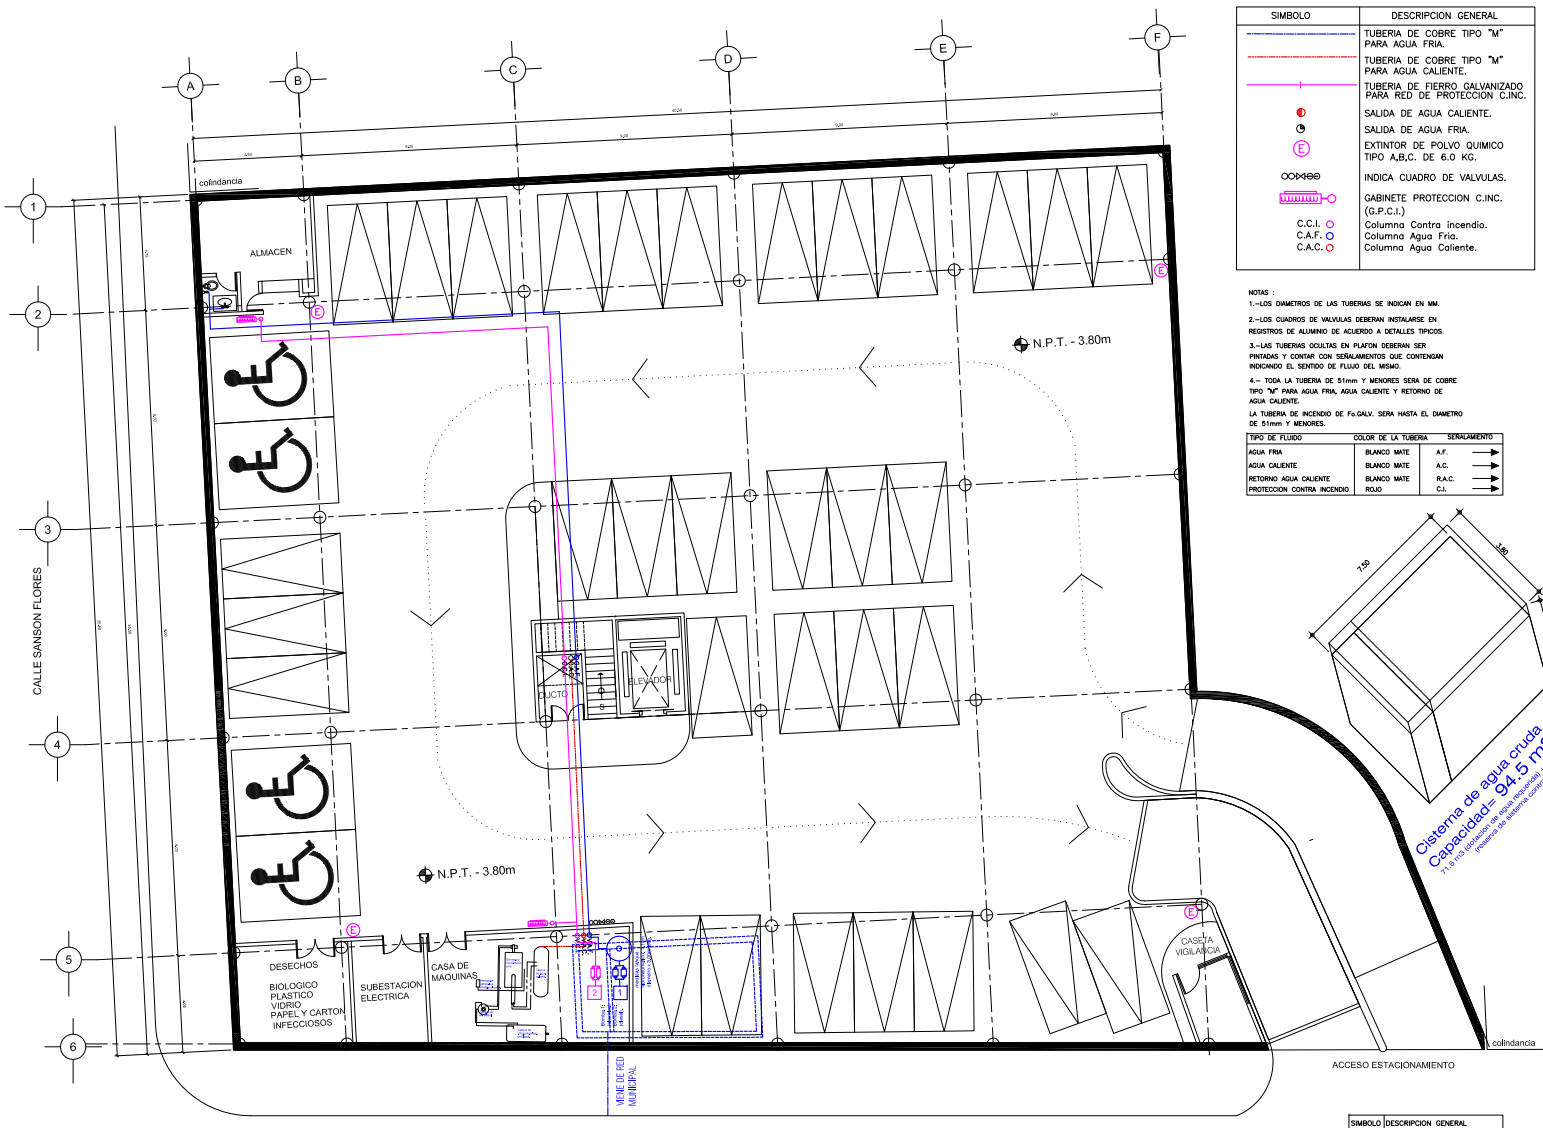 SIMBOLO
DESCRIPCION GENERAL
TUBERIA DE COBRE TIPO "M"
PARA AGUA FRIA.
TUBERIA DE COBRE TIPO "M"
PARA AGUA CALIENTE.
TUBERIA DE FIERRO GALVANIZADO
PARA RED DE PROTECCION C.INC.
SALIDA DE AGUA CALIENTE.
SALIDA DE AGUA FRIA.
E
EXTINTOR DE POLVO QUIMICO
TIPO A,B,C. DE 6.0 KG.
INDICA CUADRO DE VALVULAS.
GABINETE PROTECCION C.INC.
(G.P.C.I.)
C.C.I.
Columna Contra incendio.
C.A.F.
Columna Agua Fria.
C.A.C.
Columna Agua Caliente.
NOTAS :
1.-LOS DIAMETROS DE LAS TUBERIAS SE INDICAN EN MM.
2.-LOS CUADROS DE VALVULAS DEBERAN INSTALARSE EN
REGISTROS DE ALUMINIO DE ACUERDO A DETALLES TIPICOS.
3.-LAS TUBERIAS OCULTAS EN PLAFON DEBERAN SER
PINTADAS Y CONTAR CON SEÑALAMIENTOS QUE CONTENGAN
INDICANDO EL SENTIDO DE FLUJO DEL MISMO.
4.- TODA LA TUBERIA DE 51mm Y MENORES SERA DE COBRE
TIPO "M" PARA AGUA FRIA, AGUA CALIENTE Y RETORNO DE
AGUA CALIENTE.
LA TUBERIA DE INCENDIO DE Fo.GALV. SERA HASTA EL DIAMETRO
DE 51mm Y MENORES.
TIPO DE FLUIDO COLOR DE LA TUBERIA SEÑALAMIENTO
AGUA FRIA BLANCO MATE A.F.
AGUA CALIENTE BLANCO MATE A.C.
RETORNO AGUA CALIENTE BLANCO MATE R.A.C.
PROTECCION CONTRA INCENDIO ROJO C.I.
A
B
C
D
E
F
1
2
3
4
5
6
colindancia
ALMACEN
E
E
N.P.T. - 3.80m
CALLE SANSON FLORES
DUCTO
ELEVADOR
S
7.50
3.80
Cisterna de agua cruda
Capacidad= 94.5 m
N.P.T. - 3.80m
E
E
DESECHOS
BIOLOGICO
PLASTICO
VIDRIO
PAPEL Y CARTON
INFECCIOSOS
SUBESTACION
ELECTRICA
CASA DE
MAQUINAS
2
1
CASETA
VIGILANCIA
VIENE DE RED
MUNICIPAL
colindancia
ACCESO ESTACIONAMIENTO
SIMBOLO DESCRIPCION GENERAL